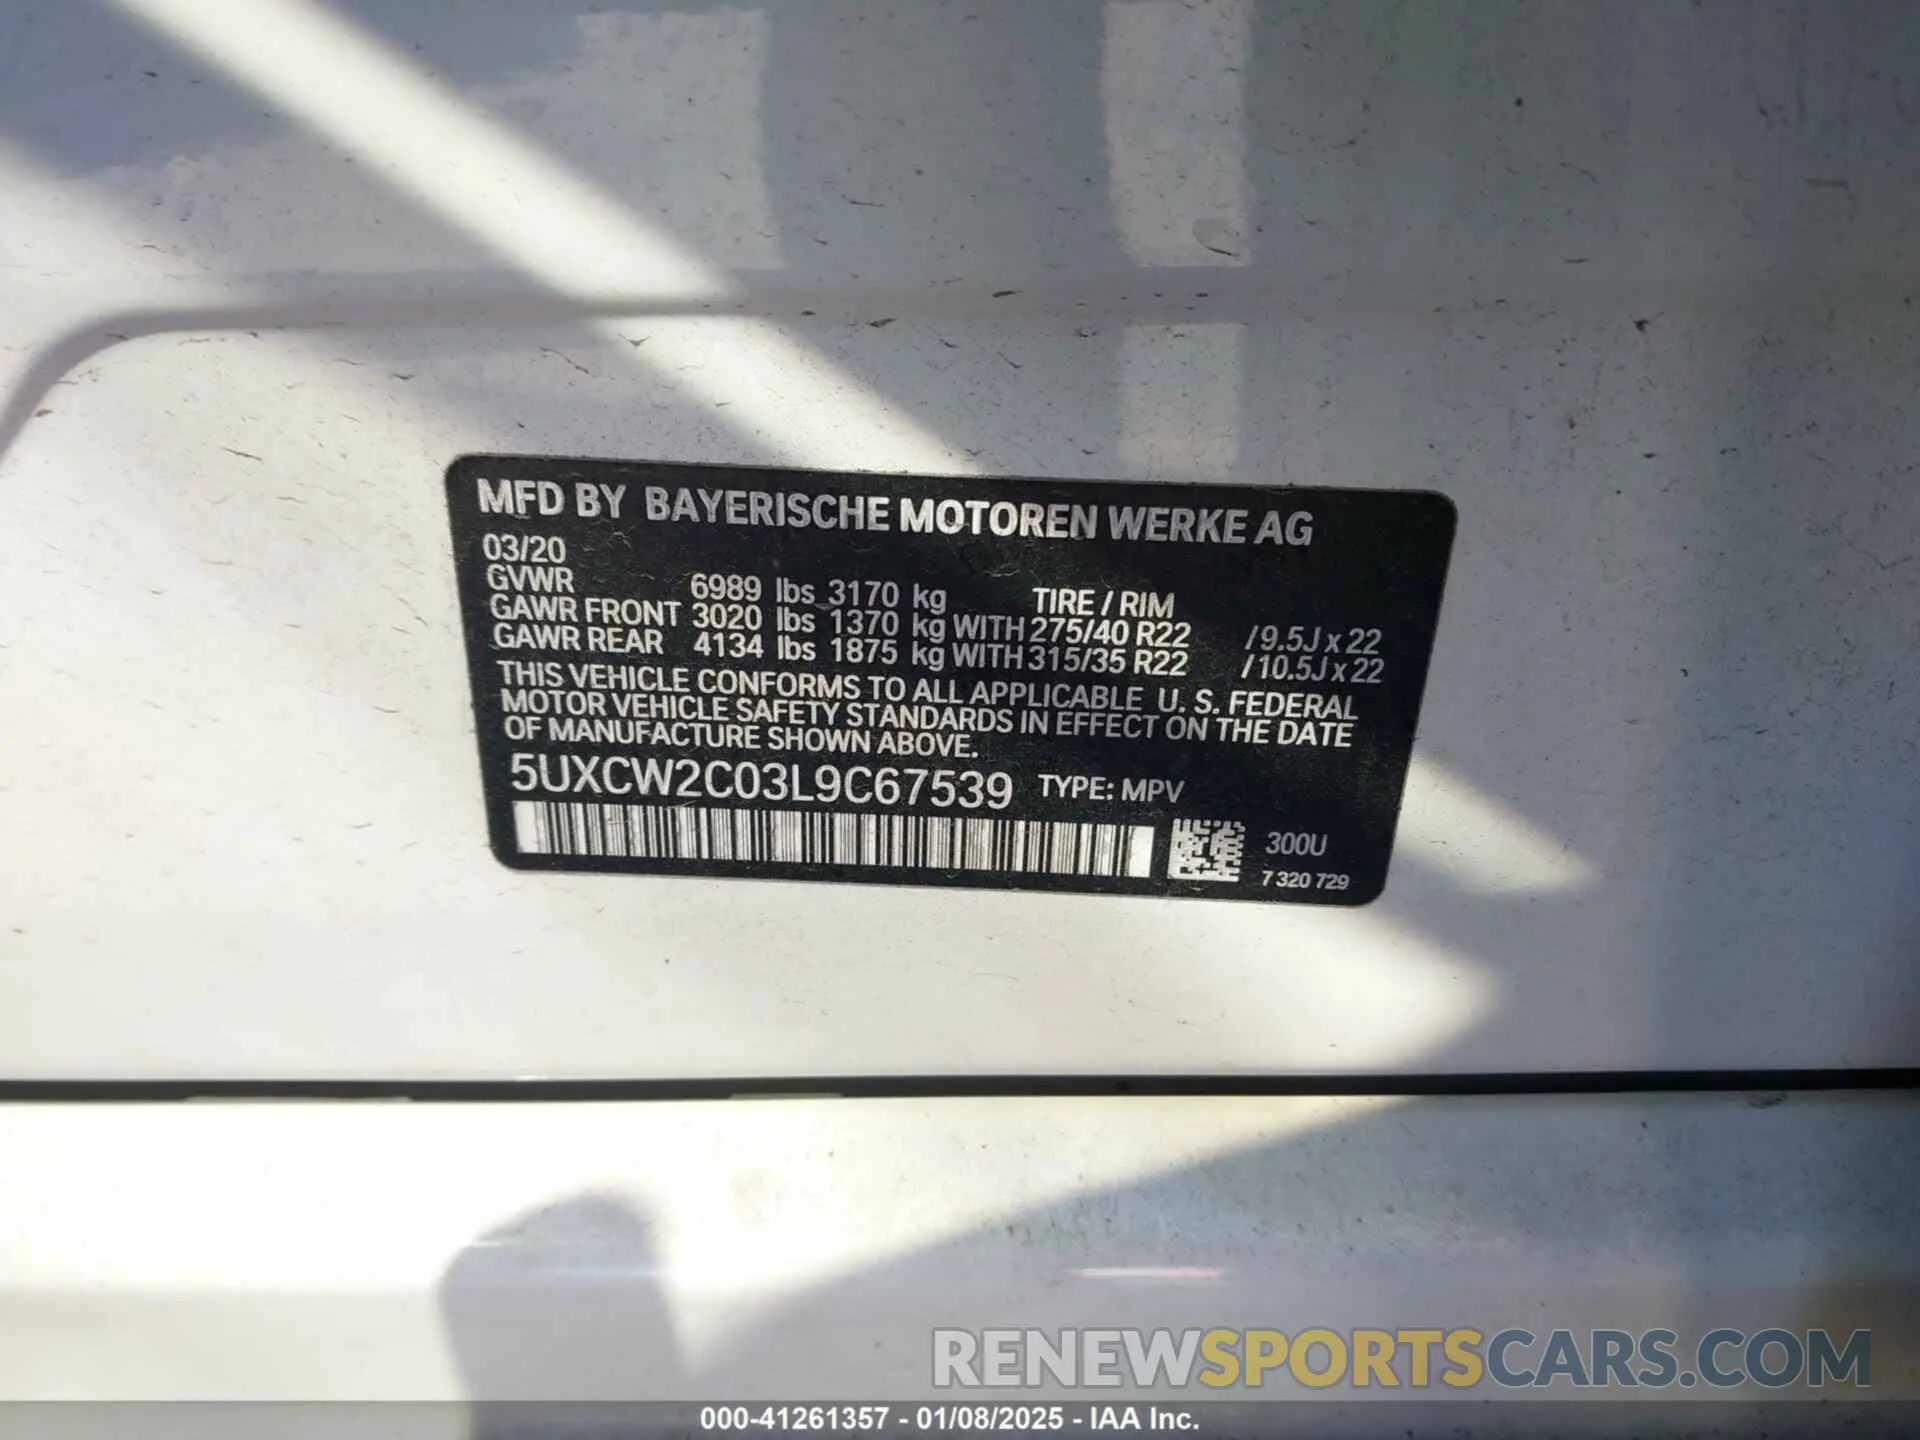 MFD BY BAYERISCHE MOTOREN WERKE AG
03/20
GVWR 6989 lbs 3170 kg TIRE / RIM
GAWR FRONT 3020 lbs 1370 kg WITH 275/40 R22 / 9.5J x 22
GAWR REAR 4134 lbs 1875 kg WITH 315/35 R22 / 10.5J x 22
THIS VEHICLE CONFORMS TO ALL APPLICABLE U. S. FEDERAL
MOTOR VEHICLE SAFETY STANDARDS IN EFFECT ON THE DATE
OF MANUFACTURE SHOWN ABOVE.
5UXCW2C03L9C67539 TYPE: MPV
300U
7 320 729
RENEWSPORTSCARS.COM
000-41261357 - 01/08/2025 - IAA Inc.